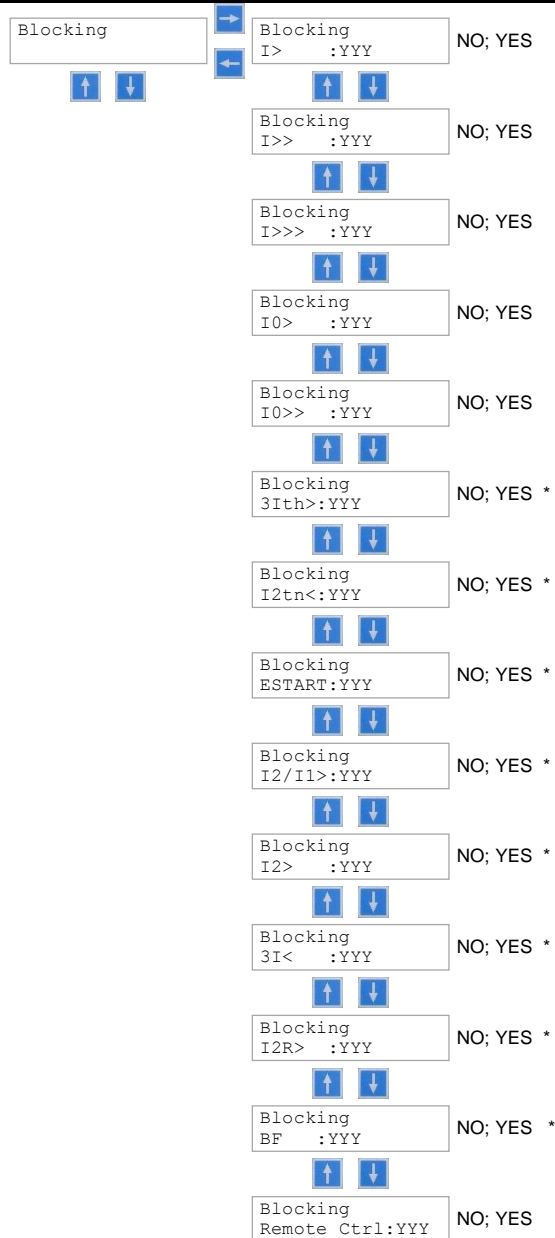 Blocking
Blocking
I> :YYY
NO; YES
Blocking
I>> :YYY
NO; YES
Blocking
I>>> :YYY
NO; YES
Blocking
I0> :YYY
NO; YES
Blocking
I0>> :YYY
NO; YES
Blocking
3Ith>:YYY
NO; YES *
Blocking
I2tn<:YYY
NO; YES *
Blocking
ESTART:YYY
NO; YES *
Blocking
I2/I1>:YYY
NO; YES *
Blocking
I2> :YYY
NO; YES *
Blocking
3I< :YYY
NO; YES *
Blocking
I2R> :YYY
NO; YES *
Blocking
BF :YYY
NO; YES *
Blocking
Remote Ctrl:YYY
NO; YES